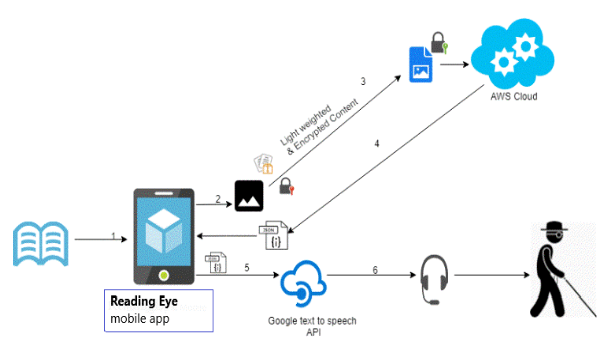 3
AWS Cloud
Light weighted
& Encrypted Content
4
2
1
JSON
{;}
JSON
{;}
5
6
Reading Eye
mobile app
Google text to speech
API